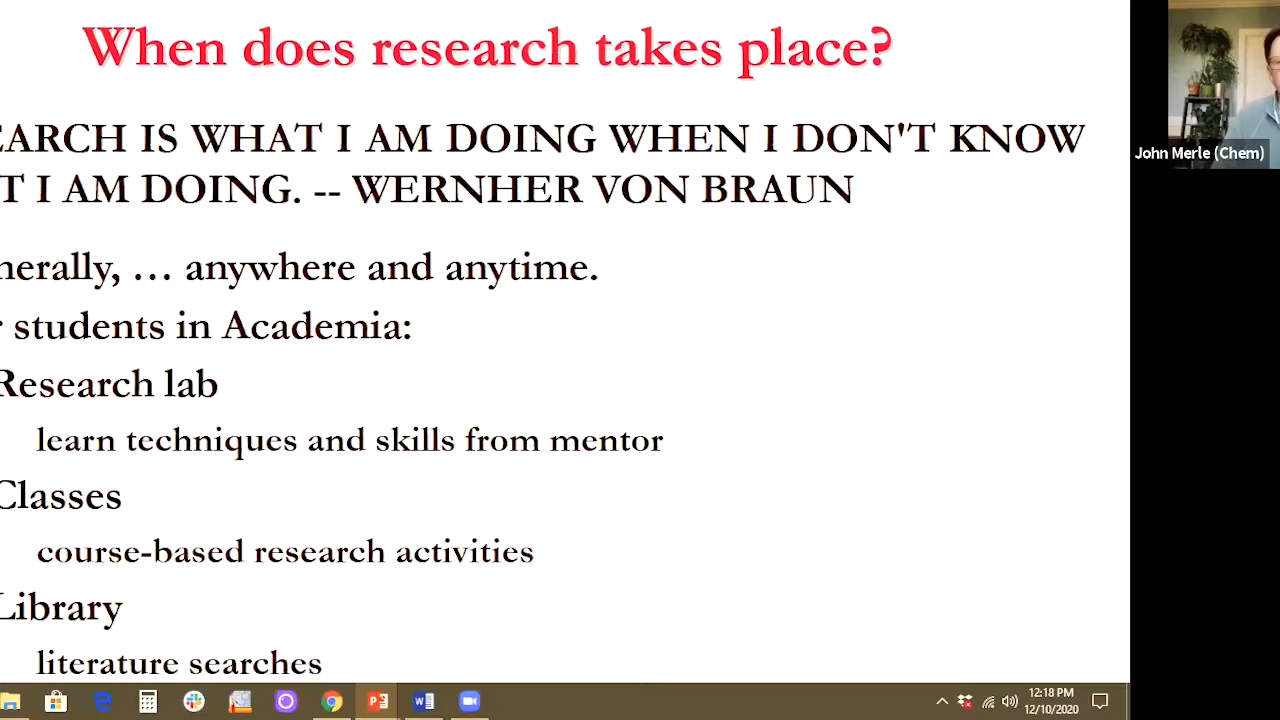 When does research takes place?
EARCH IS WHAT I AM DOING WHEN I DON'T KNOW
T I AM DOING. -- WERNHER VON BRAUN
nerally, … anywhere and anytime.
r students in Academia:
Research lab
learn techniques and skills from mentor
Classes
course-based research activities
Library
literature searches
John Merle (Chem)
12:18 PM
12/10/2020